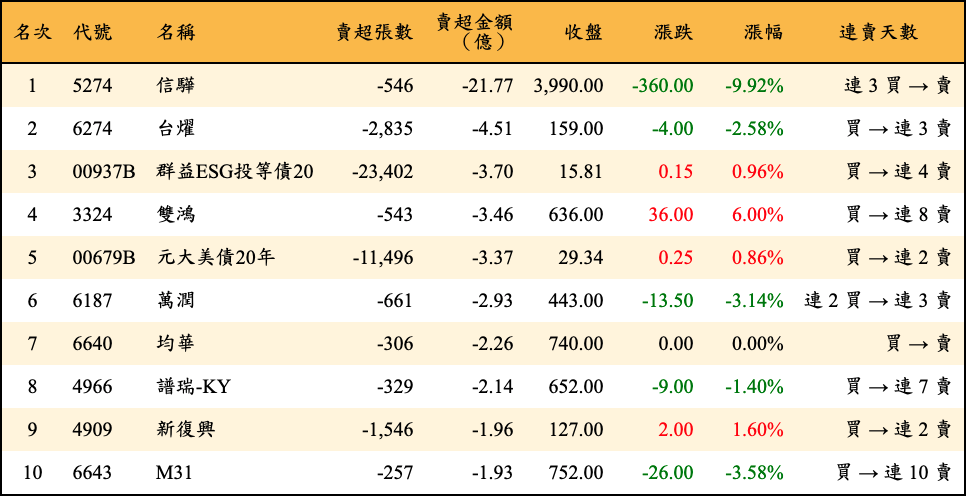 名次 代號 名稱 賣超張數 賣超金額（億） 收盤 漲跌 漲幅 連賣天數
1 5274 信驊 -546 -21.77 3,990.00 -360.00 -9.92% 連 3 買 → 賣
2 6274 台燿 -2,835 -4.51 159.00 -4.00 -2.58% 買 → 連 3 賣
3 00937B 群益ESG投等債20 -23,402 -3.70 15.81 0.15 0.96% 買 → 連 4 賣
4 3324 雙鴻 -543 -3.46 636.00 36.00 6.00% 買 → 連 8 賣
5 00679B 元大美債20年 -11,496 -3.37 29.34 0.25 0.86% 買 → 連 2 賣
6 6187 萬潤 -661 -2.93 443.00 -13.50 -3.14% 連 2 買 → 連 3 賣
7 6640 均華 -306 -2.26 740.00 0.00 0.00% 買 → 賣
8 4966 譜瑞-KY -329 -2.14 652.00 -9.00 -1.40% 買 → 連 7 賣
9 4909 新復興 -1,546 -1.96 127.00 2.00 1.60% 買 → 連 2 賣
10 6643 M31 -257 -1.93 752.00 -26.00 -3.58% 買 → 連 10 賣